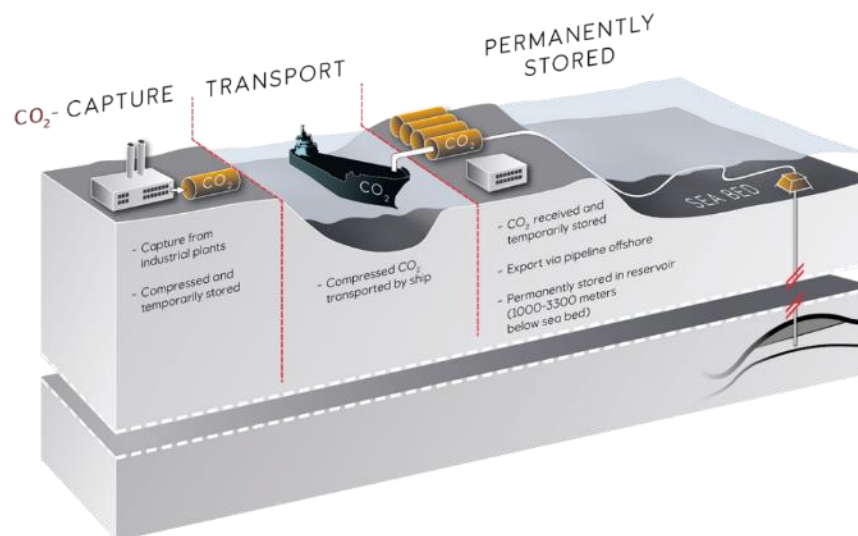 CO₂- CAPTURE
TRANSPORT
PERMANENTLY
STORED
CO₂
CO₂
CO₂
SEA BED
- Capture from
industrial plants
- Compressed and
temporarily stored
- Compressed CO₂
transported by ship
- CO₂ received and
temporarily stored
- Export via pipeline offshore
- Permanently stored in reservoir
(1000-3300 meters
below sea bed)